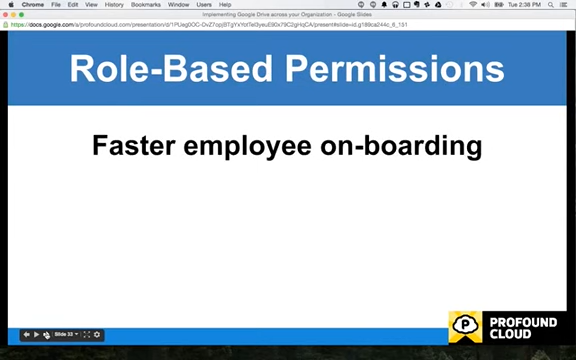 Chrome File Edit View History Bookmarks Window Users Help
Tue 2:38 PM
Implementing Google Drive across your Organization - Google Slides
Role-Based Permissions
Faster employee on-boarding
Slide 33
PROFOUND
CLOUD